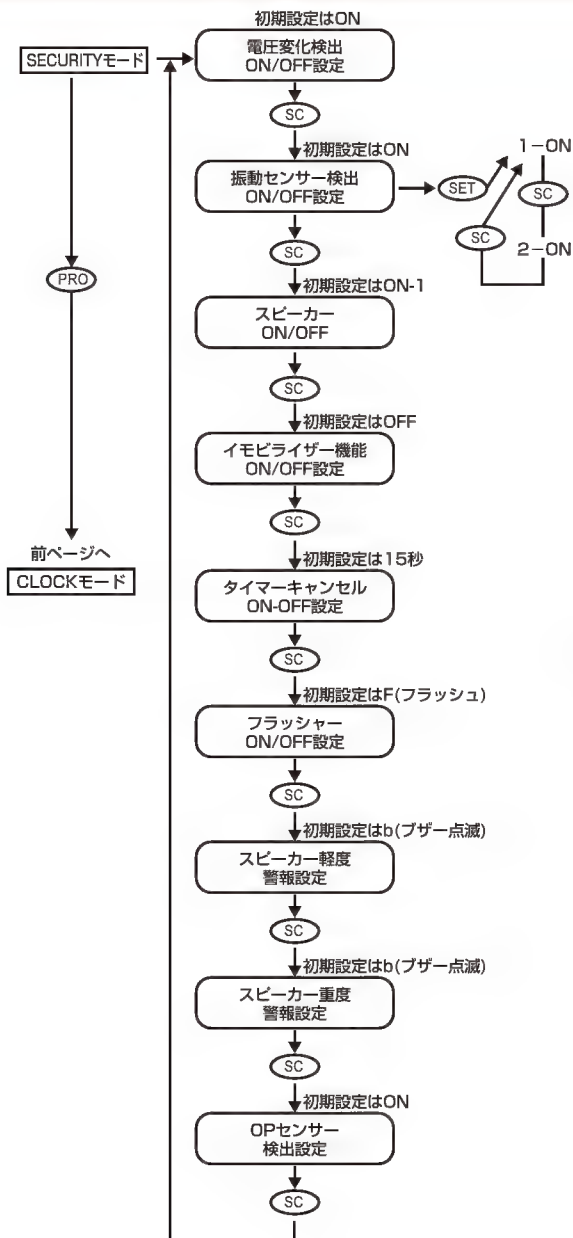 初期設定はON
SECURITYモード
電圧変化検出
ON/OFF設定
SC
初期設定はON
振動センサー検出
ON/OFF設定
SET
1−ON
SC
SC
2−ON
SC
PRO
初期設定はON-1
スピーカー
ON/OFF
SC
初期設定はOFF
イモビライザー機能
ON/OFF設定
SC
前ページへ
CLOCKモード
初期設定は15秒
タイマーキャンセル
ON-OFF設定
SC
初期設定はF(フラッシュ)
フラッシャー
ON/OFF設定
SC
初期設定はb(ブザー点滅)
スピーカー軽度
警報設定
SC
初期設定はb(ブザー点滅)
スピーカー重度
警報設定
SC
初期設定はON
OPセンサー
検出設定
SC